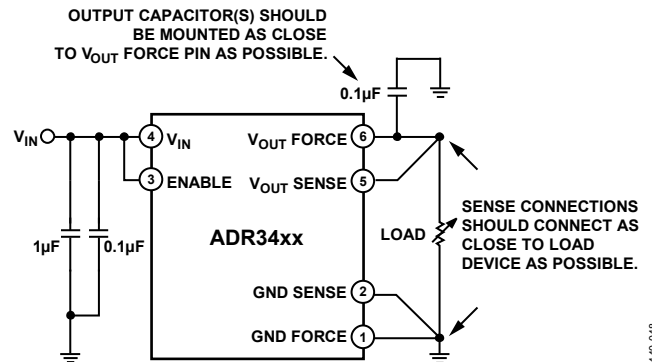 OUTPUT CAPACITOR(S) SHOULD
BE MOUNTED AS CLOSE
TO VOUT FORCE PIN AS POSSIBLE.
0.1µF
VIN
4
VIN
VOUT FORCE
6
3
ENABLE
VOUT SENSE
5
1µF
0.1µF
ADR34xx
LOAD
SENSE CONNECTIONS
SHOULD CONNECT AS
CLOSE TO LOAD
DEVICE AS POSSIBLE.
GND SENSE
2
GND FORCE
1